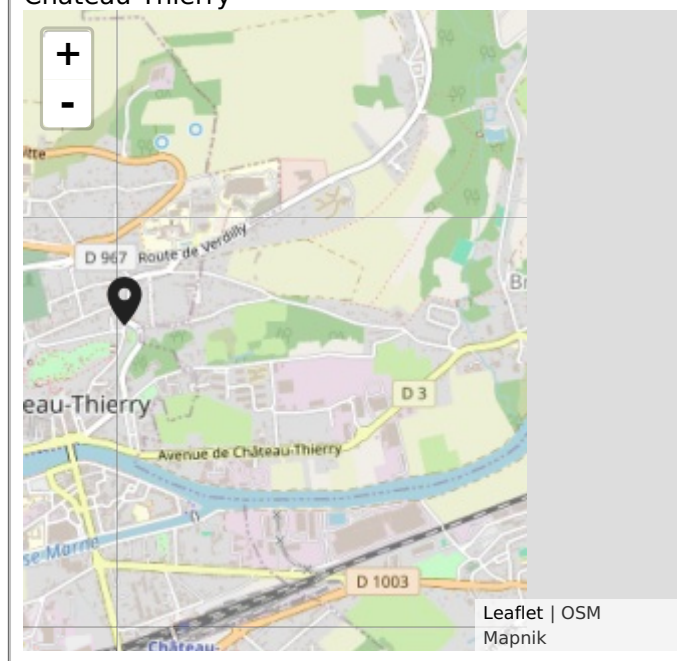 Château-Thierry
+
-
itte
D 967
Route de Verdilly
Br
eau-Thierry
D 3
Avenue de Château-Thierry
se Marne
D 1003
Château-
Leaflet | OSM
Mapnik